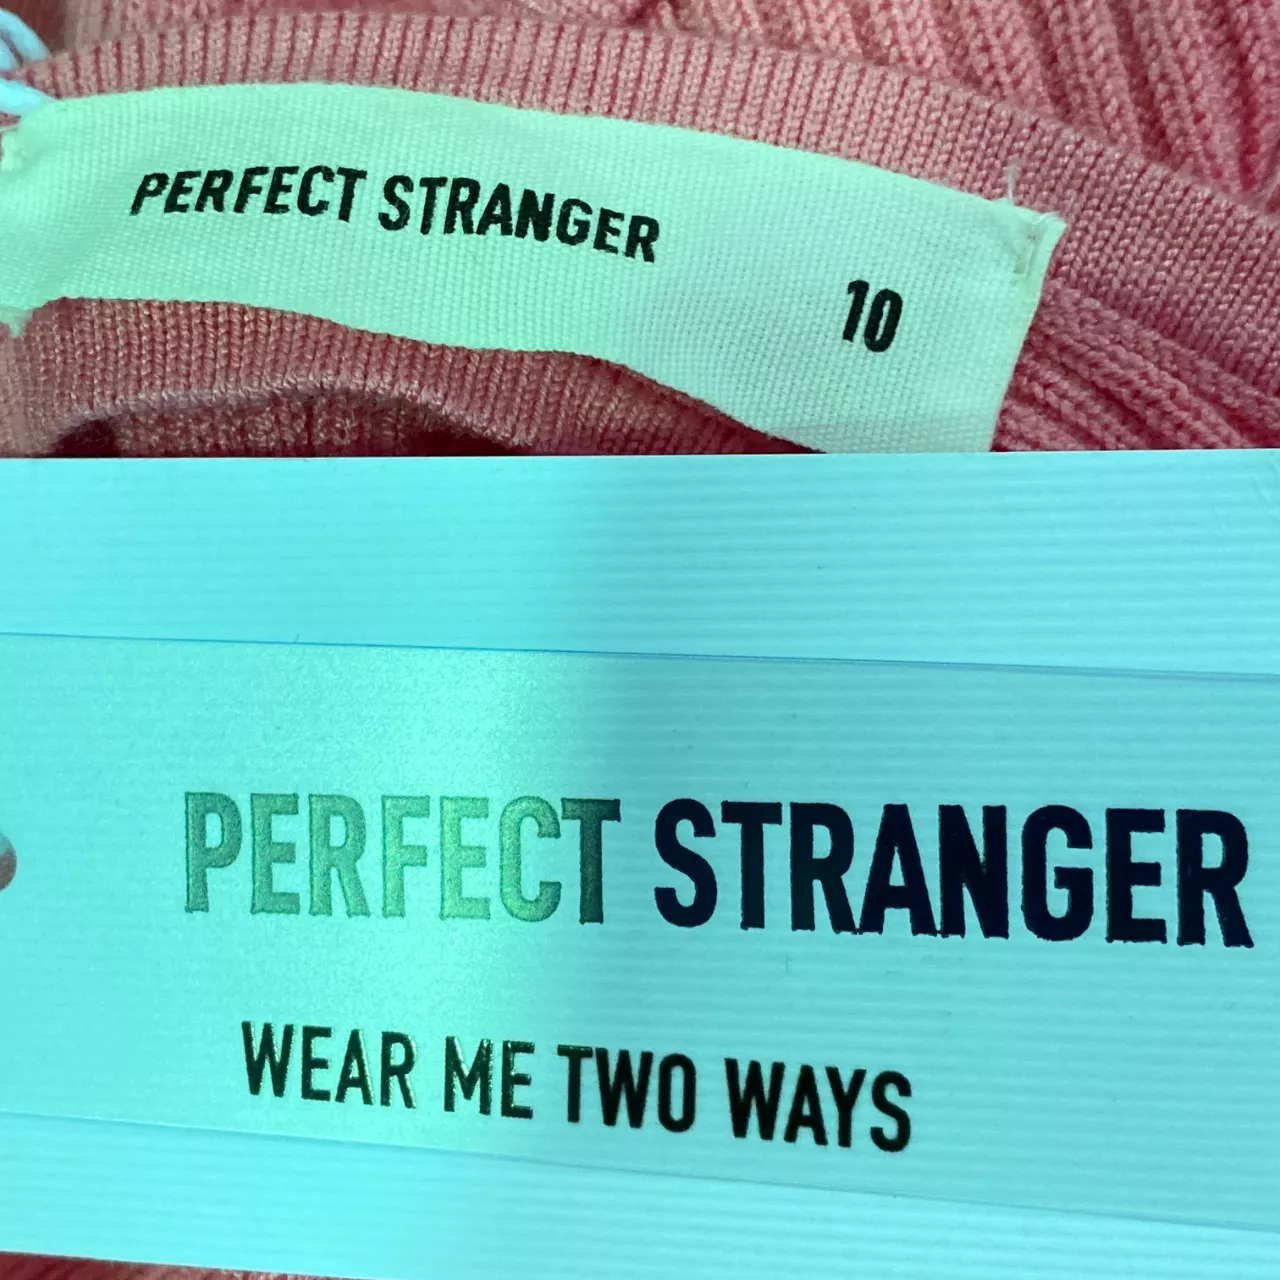 PERFECT STRANGER
10
PERFECT STRANGER
WEAR ME TWO WAYS